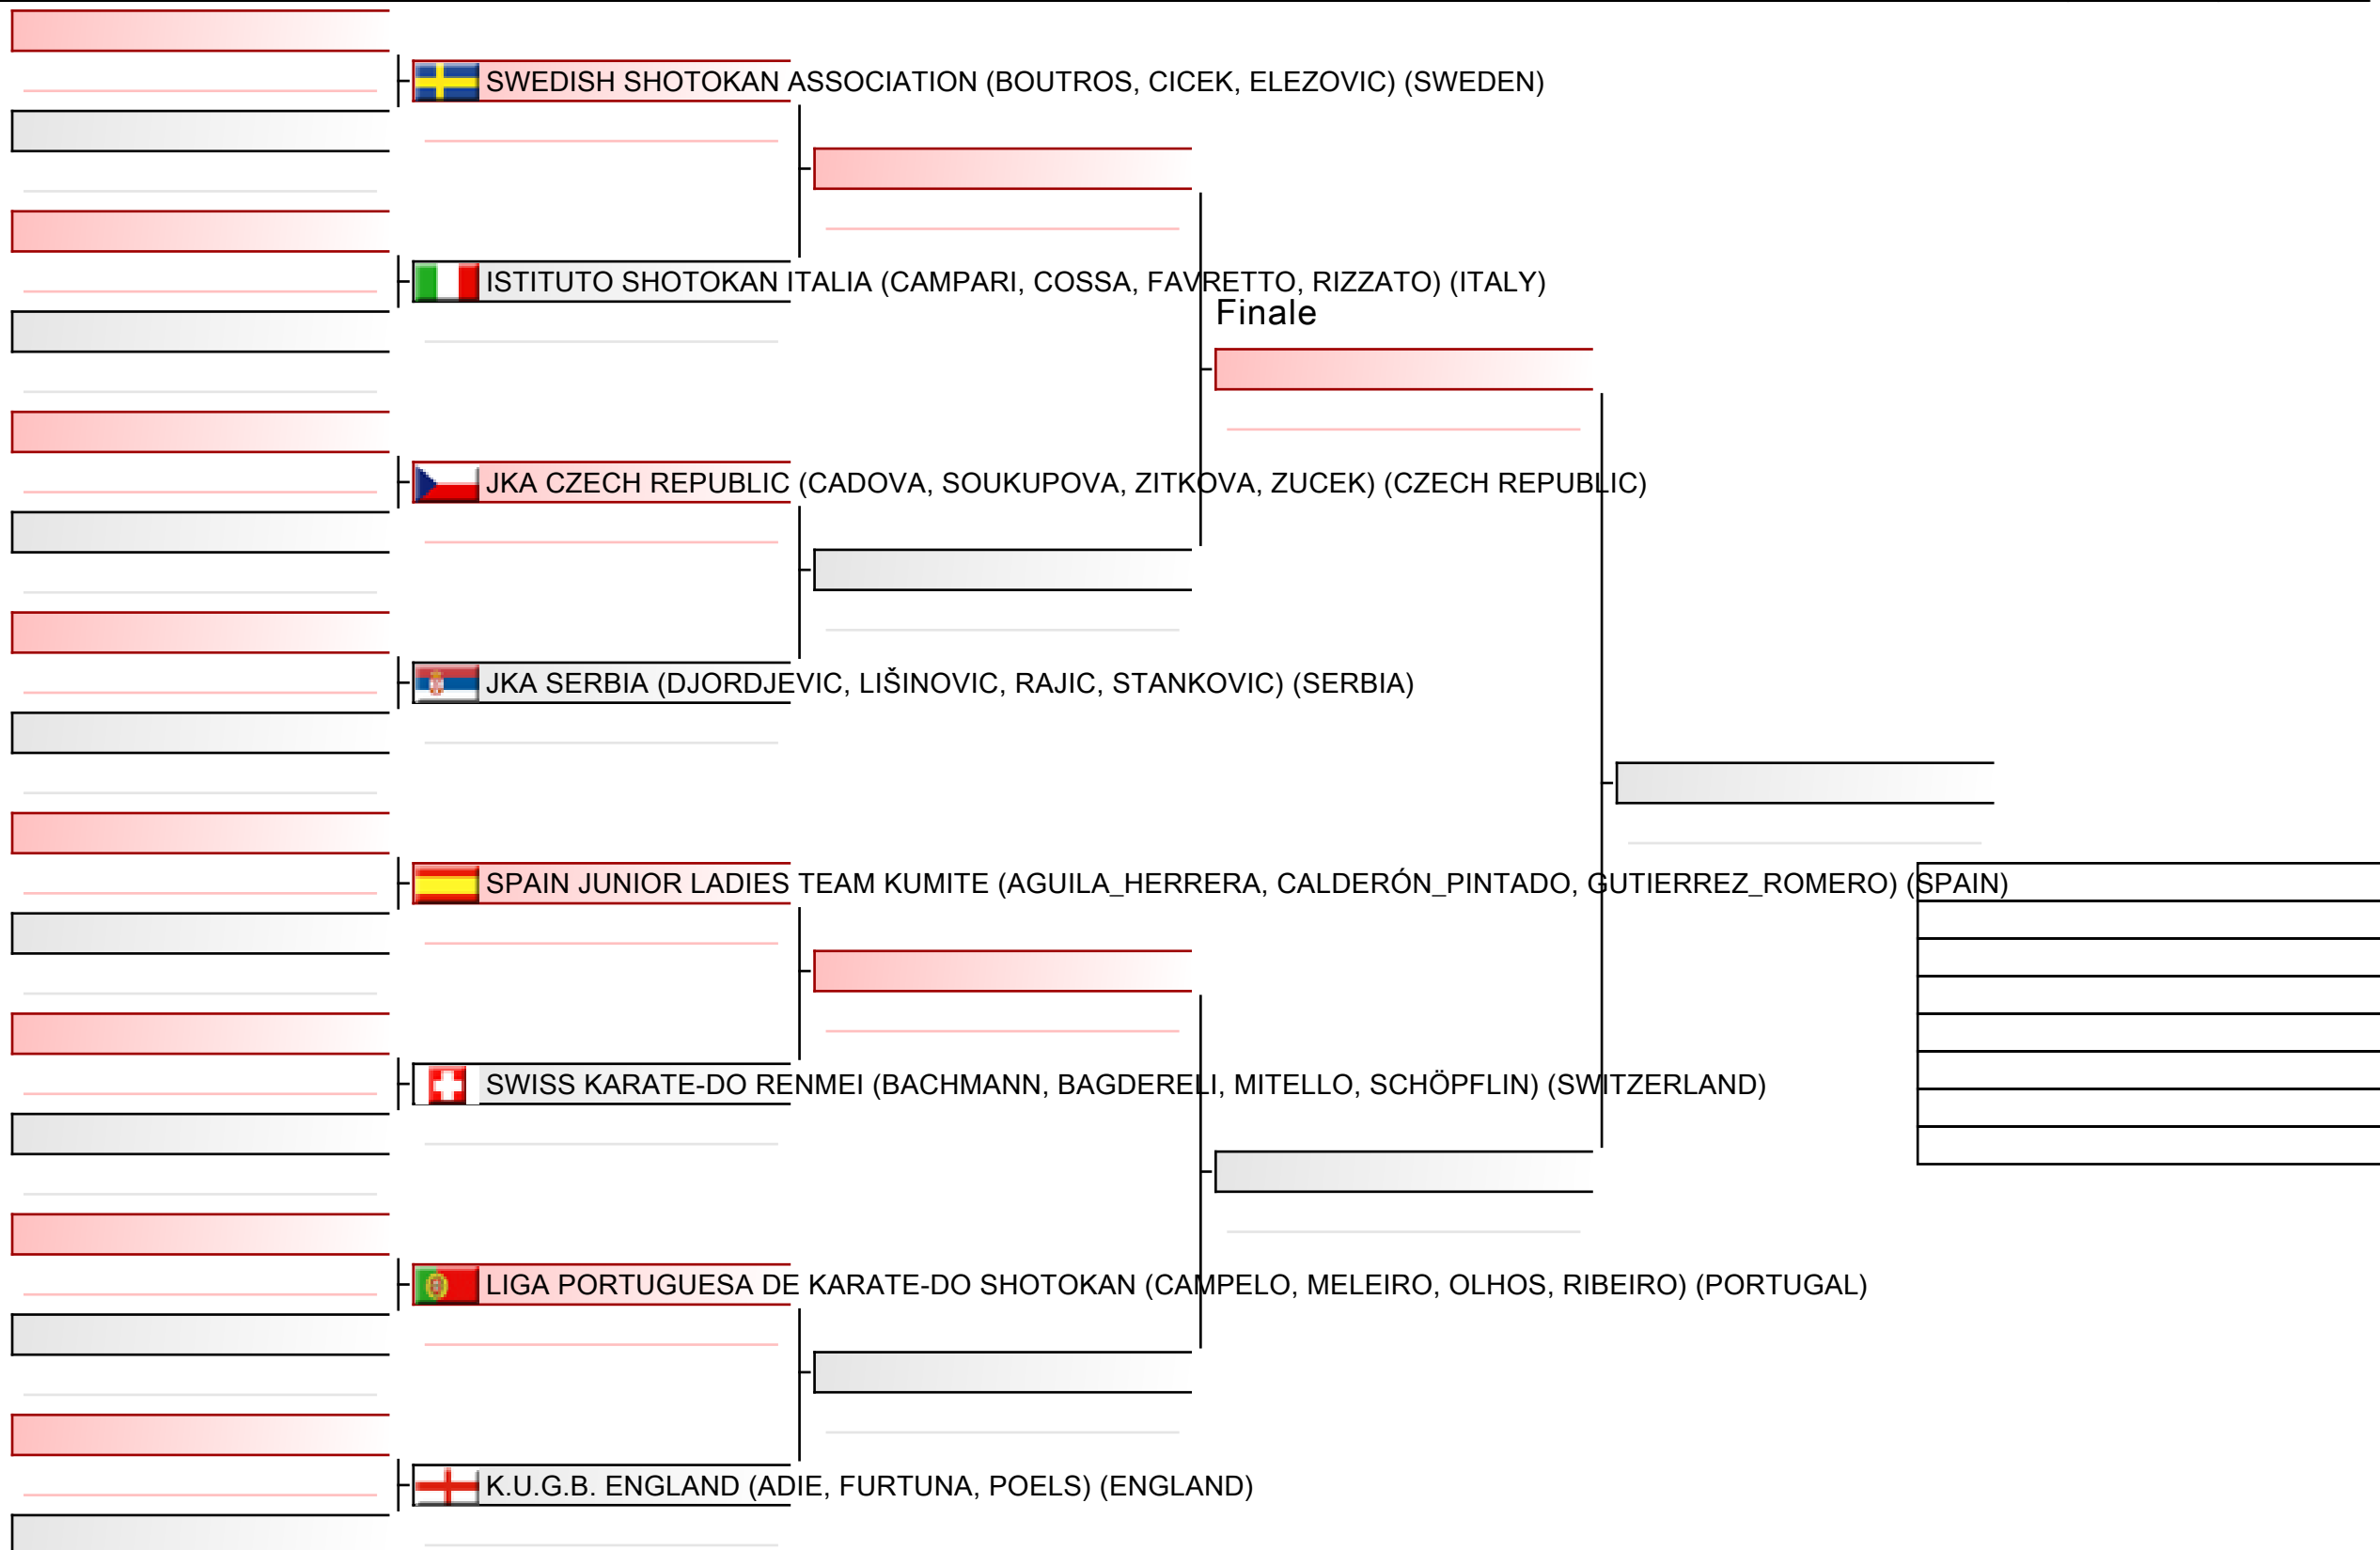 SWEDISH SHOTOKAN ASSOCIATION (BOUTROS, CICEK, ELEZOVIC) (SWEDEN)
ISTITUTO SHOTOKAN ITALIA (CAMPARI, COSSA, FAVRETTO, RIZZATO) (ITALY)
Finale
JKA CZECH REPUBLIC (CADOVA, SOUKUPOVA, ZITKOVA, ZUCEK) (CZECH REPUBLIC)
JKA SERBIA (DJORDJEVIC, LIŠINOVIC, RAJIC, STANKOVIC) (SERBIA)
SPAIN JUNIOR LADIES TEAM KUMITE (AGUILA_HERRERA, CALDERÓN_PINTADO, GUTIERREZ_ROMERO) (SPAIN)
SWISS KARATE-DO RENMEI (BACHMANN, BAGDERELI, MITELLO, SCHÖPFLIN) (SWITZERLAND)
LIGA PORTUGUESA DE KARATE-DO SHOTOKAN (CAMPELO, MELEIRO, OLHOS, RIBEIRO) (PORTUGAL)
K.U.G.B. ENGLAND (ADIE, FURTUNA, POELS) (ENGLAND)